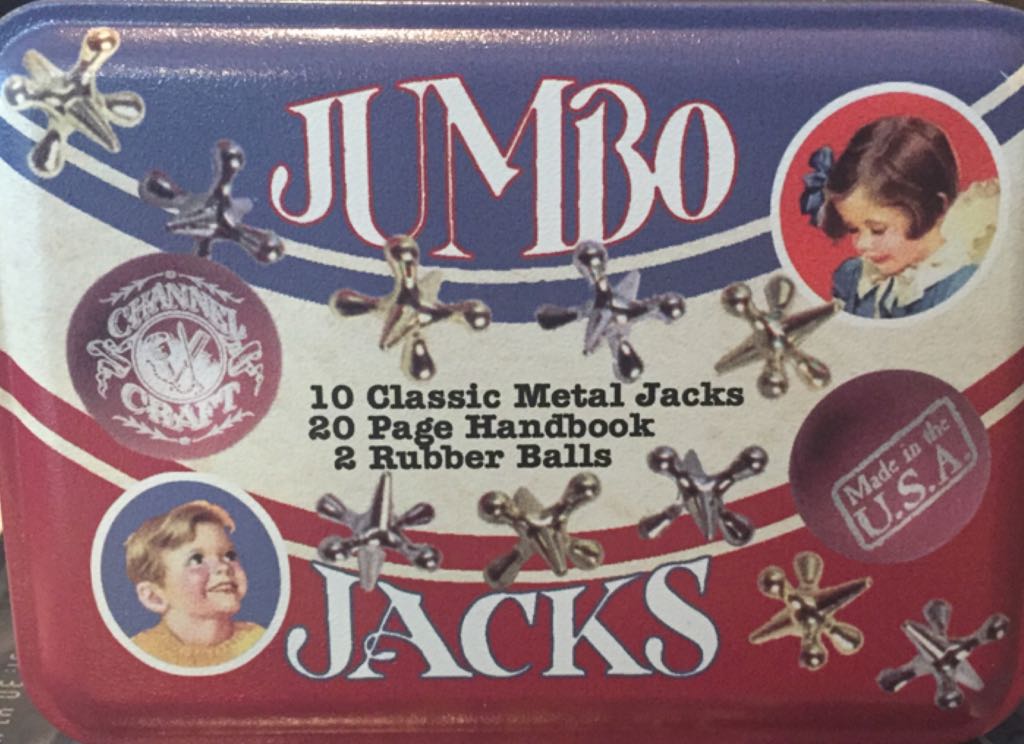 JUMBO
CHANNEL
CRAFT
10 Classic Metal Jacks
20 Page Handbook
2 Rubber Balls
Made in the
U.S.A.
JACKS